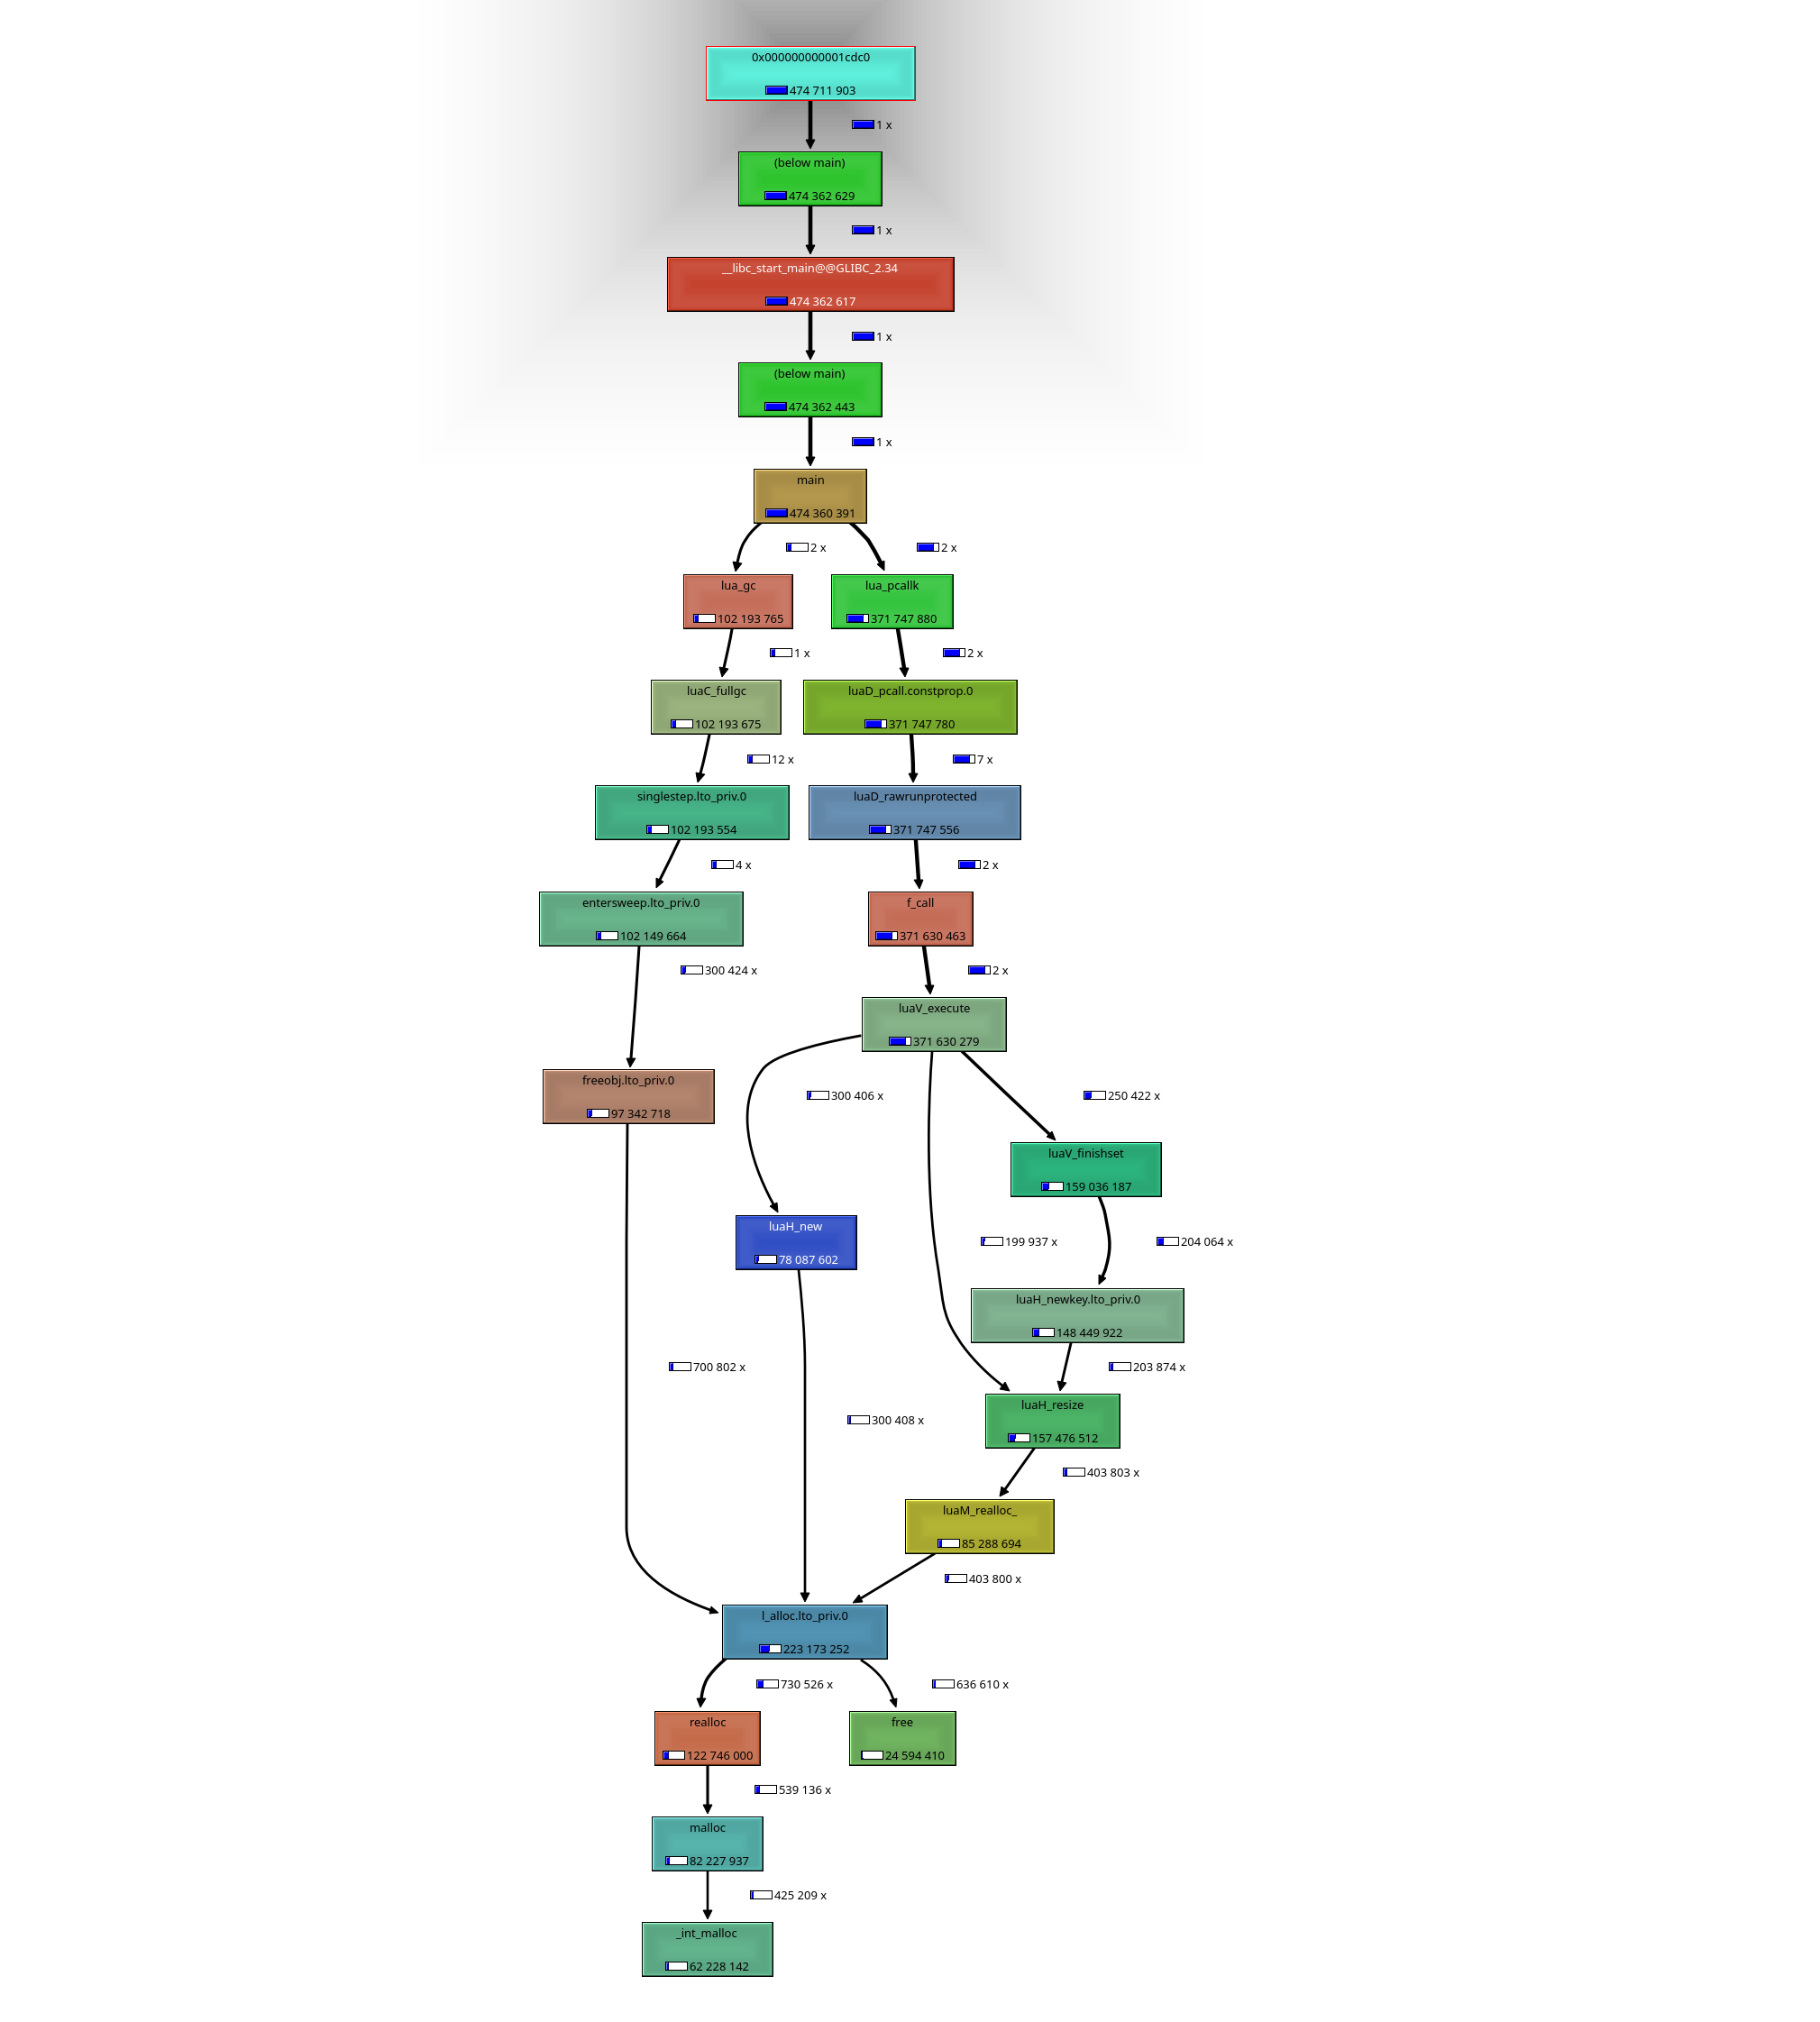 0x000000000001cdc0
474 711 903
1 x
(below main)
474 362 629
1 x
__libc_start_main@@GLIBC_2.34
474 362 617
1 x
(below main)
474 362 443
1 x
main
474 360 391
2 x
2 x
lua_gc
102 193 765
lua_pcallk
371 747 880
1 x
2 x
luaC_fullgc
102 193 675
luaD_pcall.constprop.0
371 747 780
12 x
7 x
singlestep.lto_priv.0
102 193 554
luaD_rawrunprotected
371 747 556
4 x
2 x
entersweep.lto_priv.0
102 149 664
f_call
371 630 463
300 424 x
2 x
luaV_execute
371 630 279
freeobj.lto_priv.0
97 342 718
300 406 x
250 422 x
luaV_finishset
159 036 187
luaH_new
78 087 602
199 937 x
204 064 x
luaH_newkey.lto_priv.0
148 449 922
700 802 x
203 874 x
luaH_resize
157 476 512
300 408 x
403 803 x
luaM_realloc_
85 288 694
403 800 x
l_alloc.lto_priv.0
223 173 252
730 526 x
636 610 x
realloc
122 746 000
free
24 594 410
539 136 x
malloc
82 227 937
425 209 x
_int_malloc
62 228 142